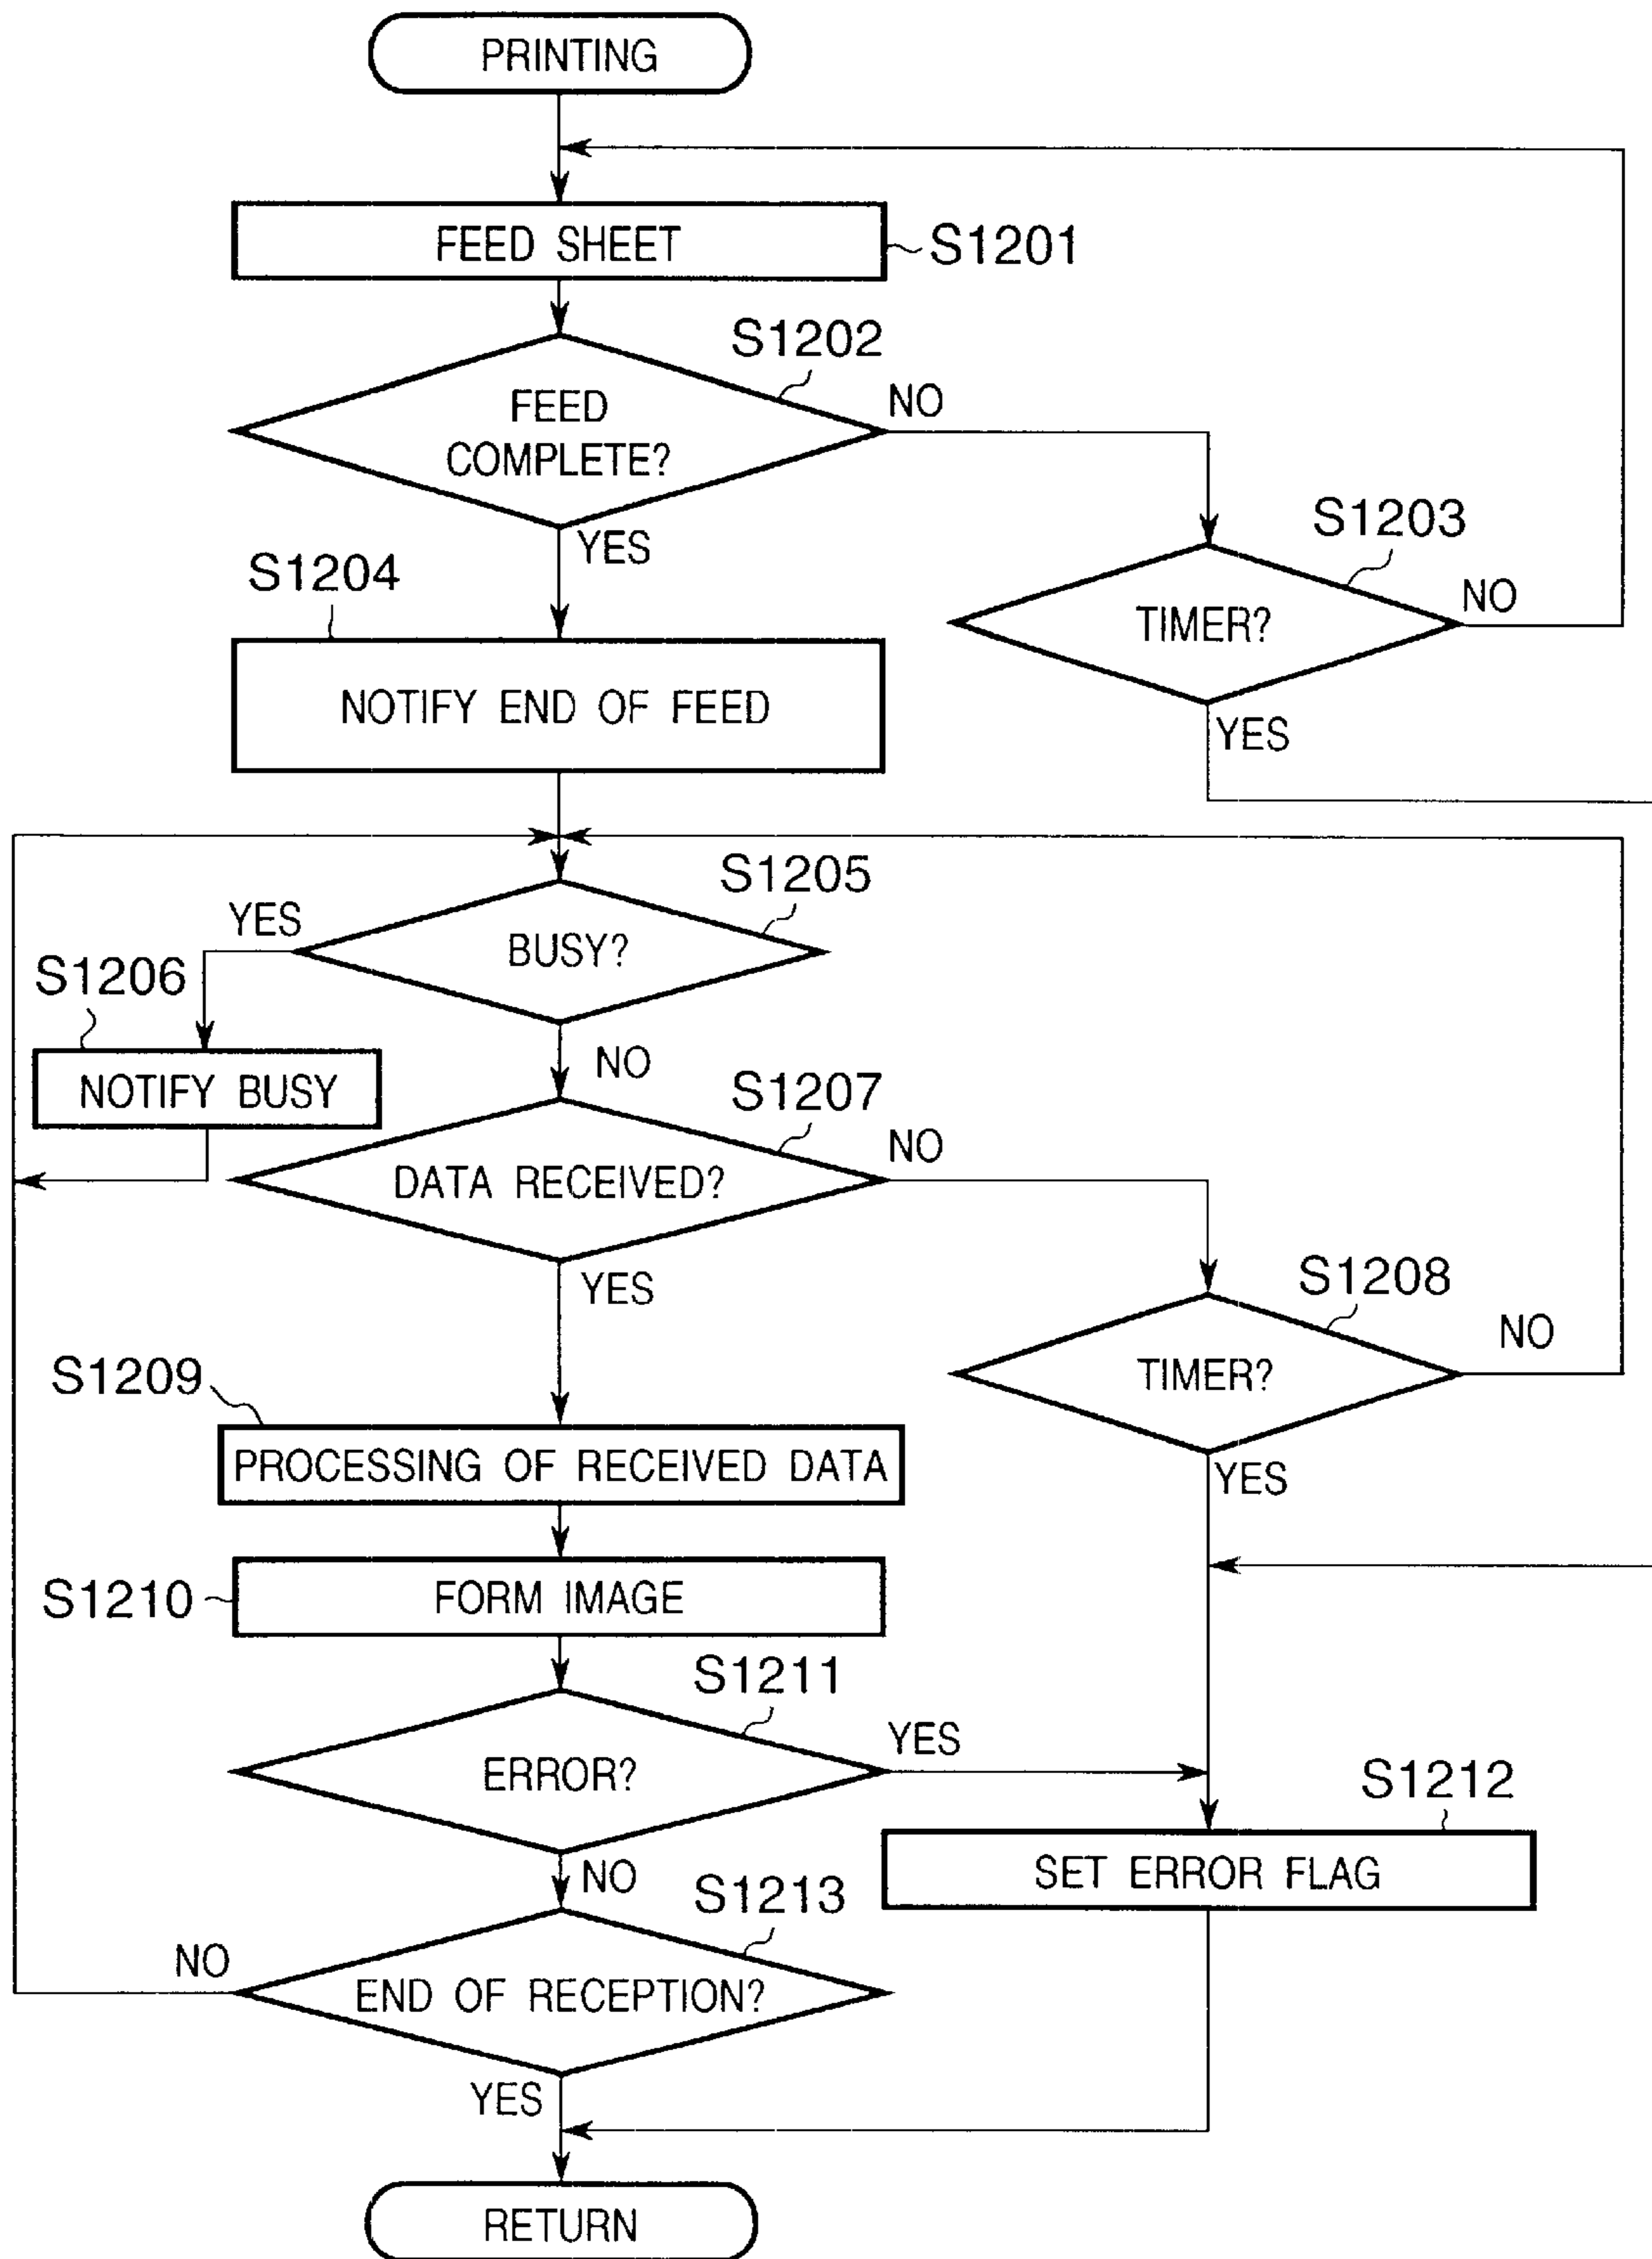 PRINTING
FEED SHEET
S1201
S1202
FEED
COMPLETE?
NO
YES
S1203
TIMER?
NO
YES
S1204
NOTIFY END OF FEED
S1205
YES
BUSY?
S1206
NO
NOTIFY BUSY
S1207
DATA RECEIVED?
NO
YES
S1208
TIMER?
NO
YES
S1209
PROCESSING OF RECEIVED DATA
S1210
FORM IMAGE
S1211
ERROR?
YES
S1212
SET ERROR FLAG
NO
S1213
NO
END OF RECEPTION?
YES
RETURN